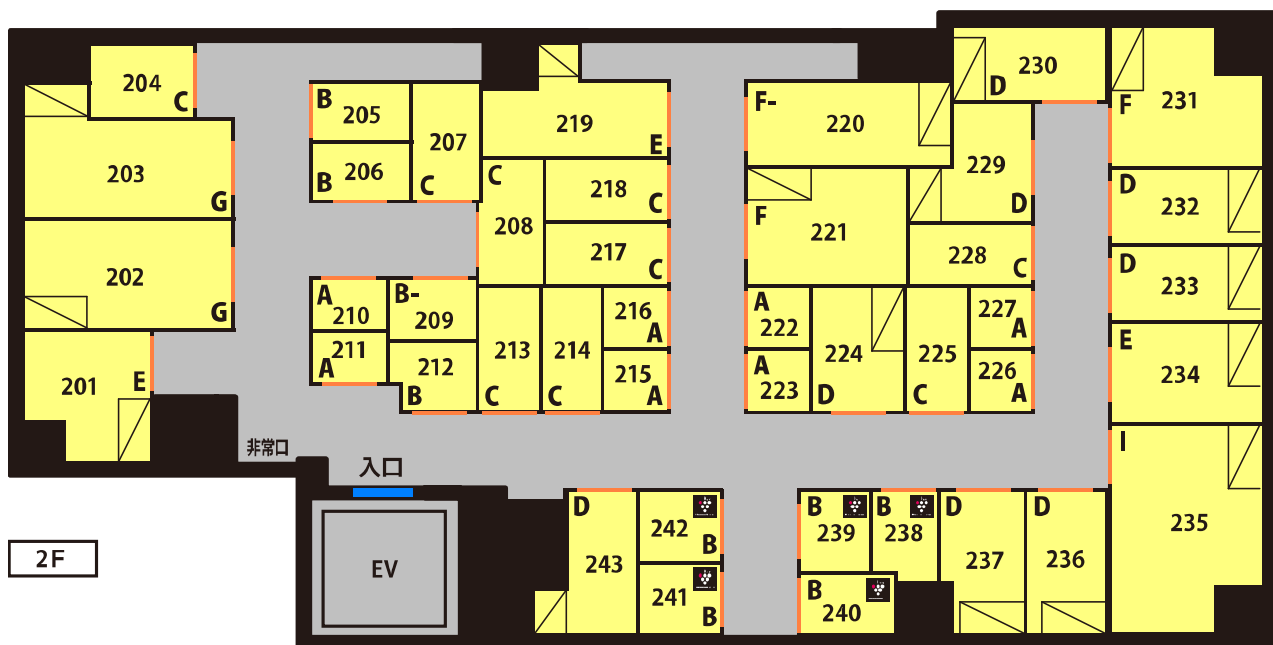 204
C
203
G
202
G
201
E
B
205
B
206
207
C
219
E
C
208
218
C
217
C
A
210
B-
209
211
A
212
B
213
C
214
C
216
A
215
A
F-
220
F
221
A
222
A
223
224
D
225
C
227
A
226
A
228
C
229
D
230
D
231
F
D
232
D
233
E
234
I
235
非常口
入口
EV
2F
D
243
242
B
241
B
B
239
B
238
B
240
D
237
D
236